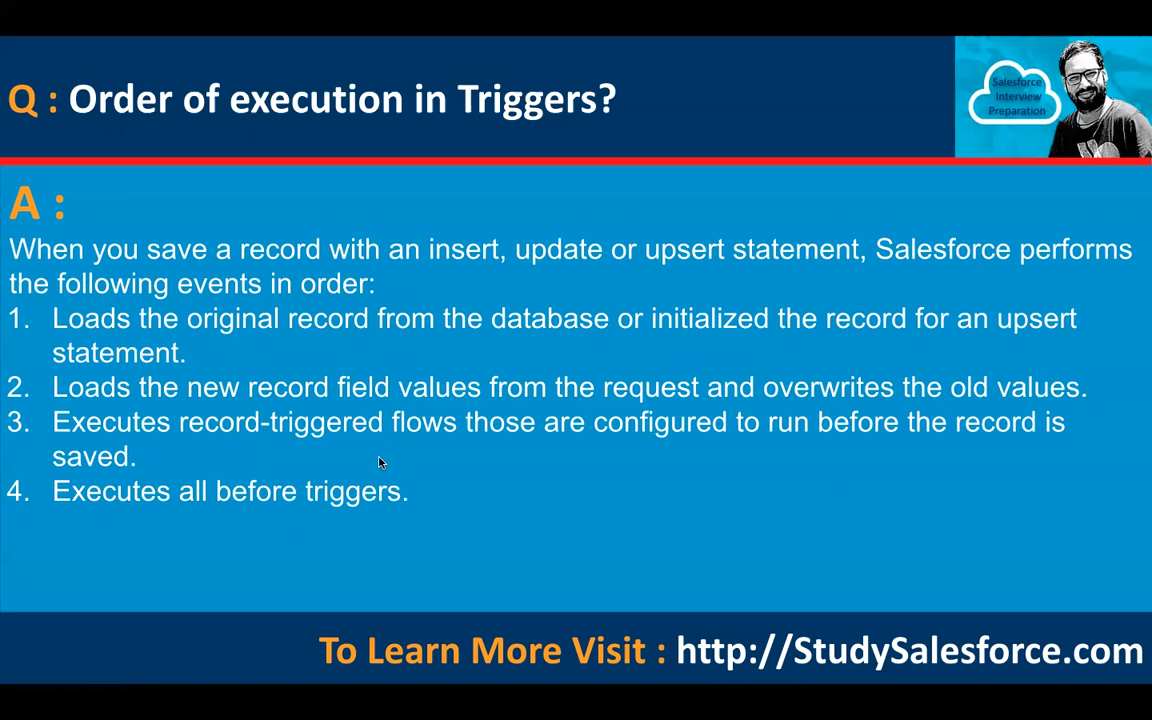 Q : Order of execution in Triggers?
Salesforce
Interview
Preparation
A :
When you save a record with an insert, update or upsert statement, Salesforce performs
the following events in order:
1. Loads the original record from the database or initialized the record for an upsert
statement.
2. Loads the new record field values from the request and overwrites the old values.
3. Executes record-triggered flows those are configured to run before the record is
saved.
4. Executes all before triggers.
To Learn More Visit : http://StudySalesforce.com